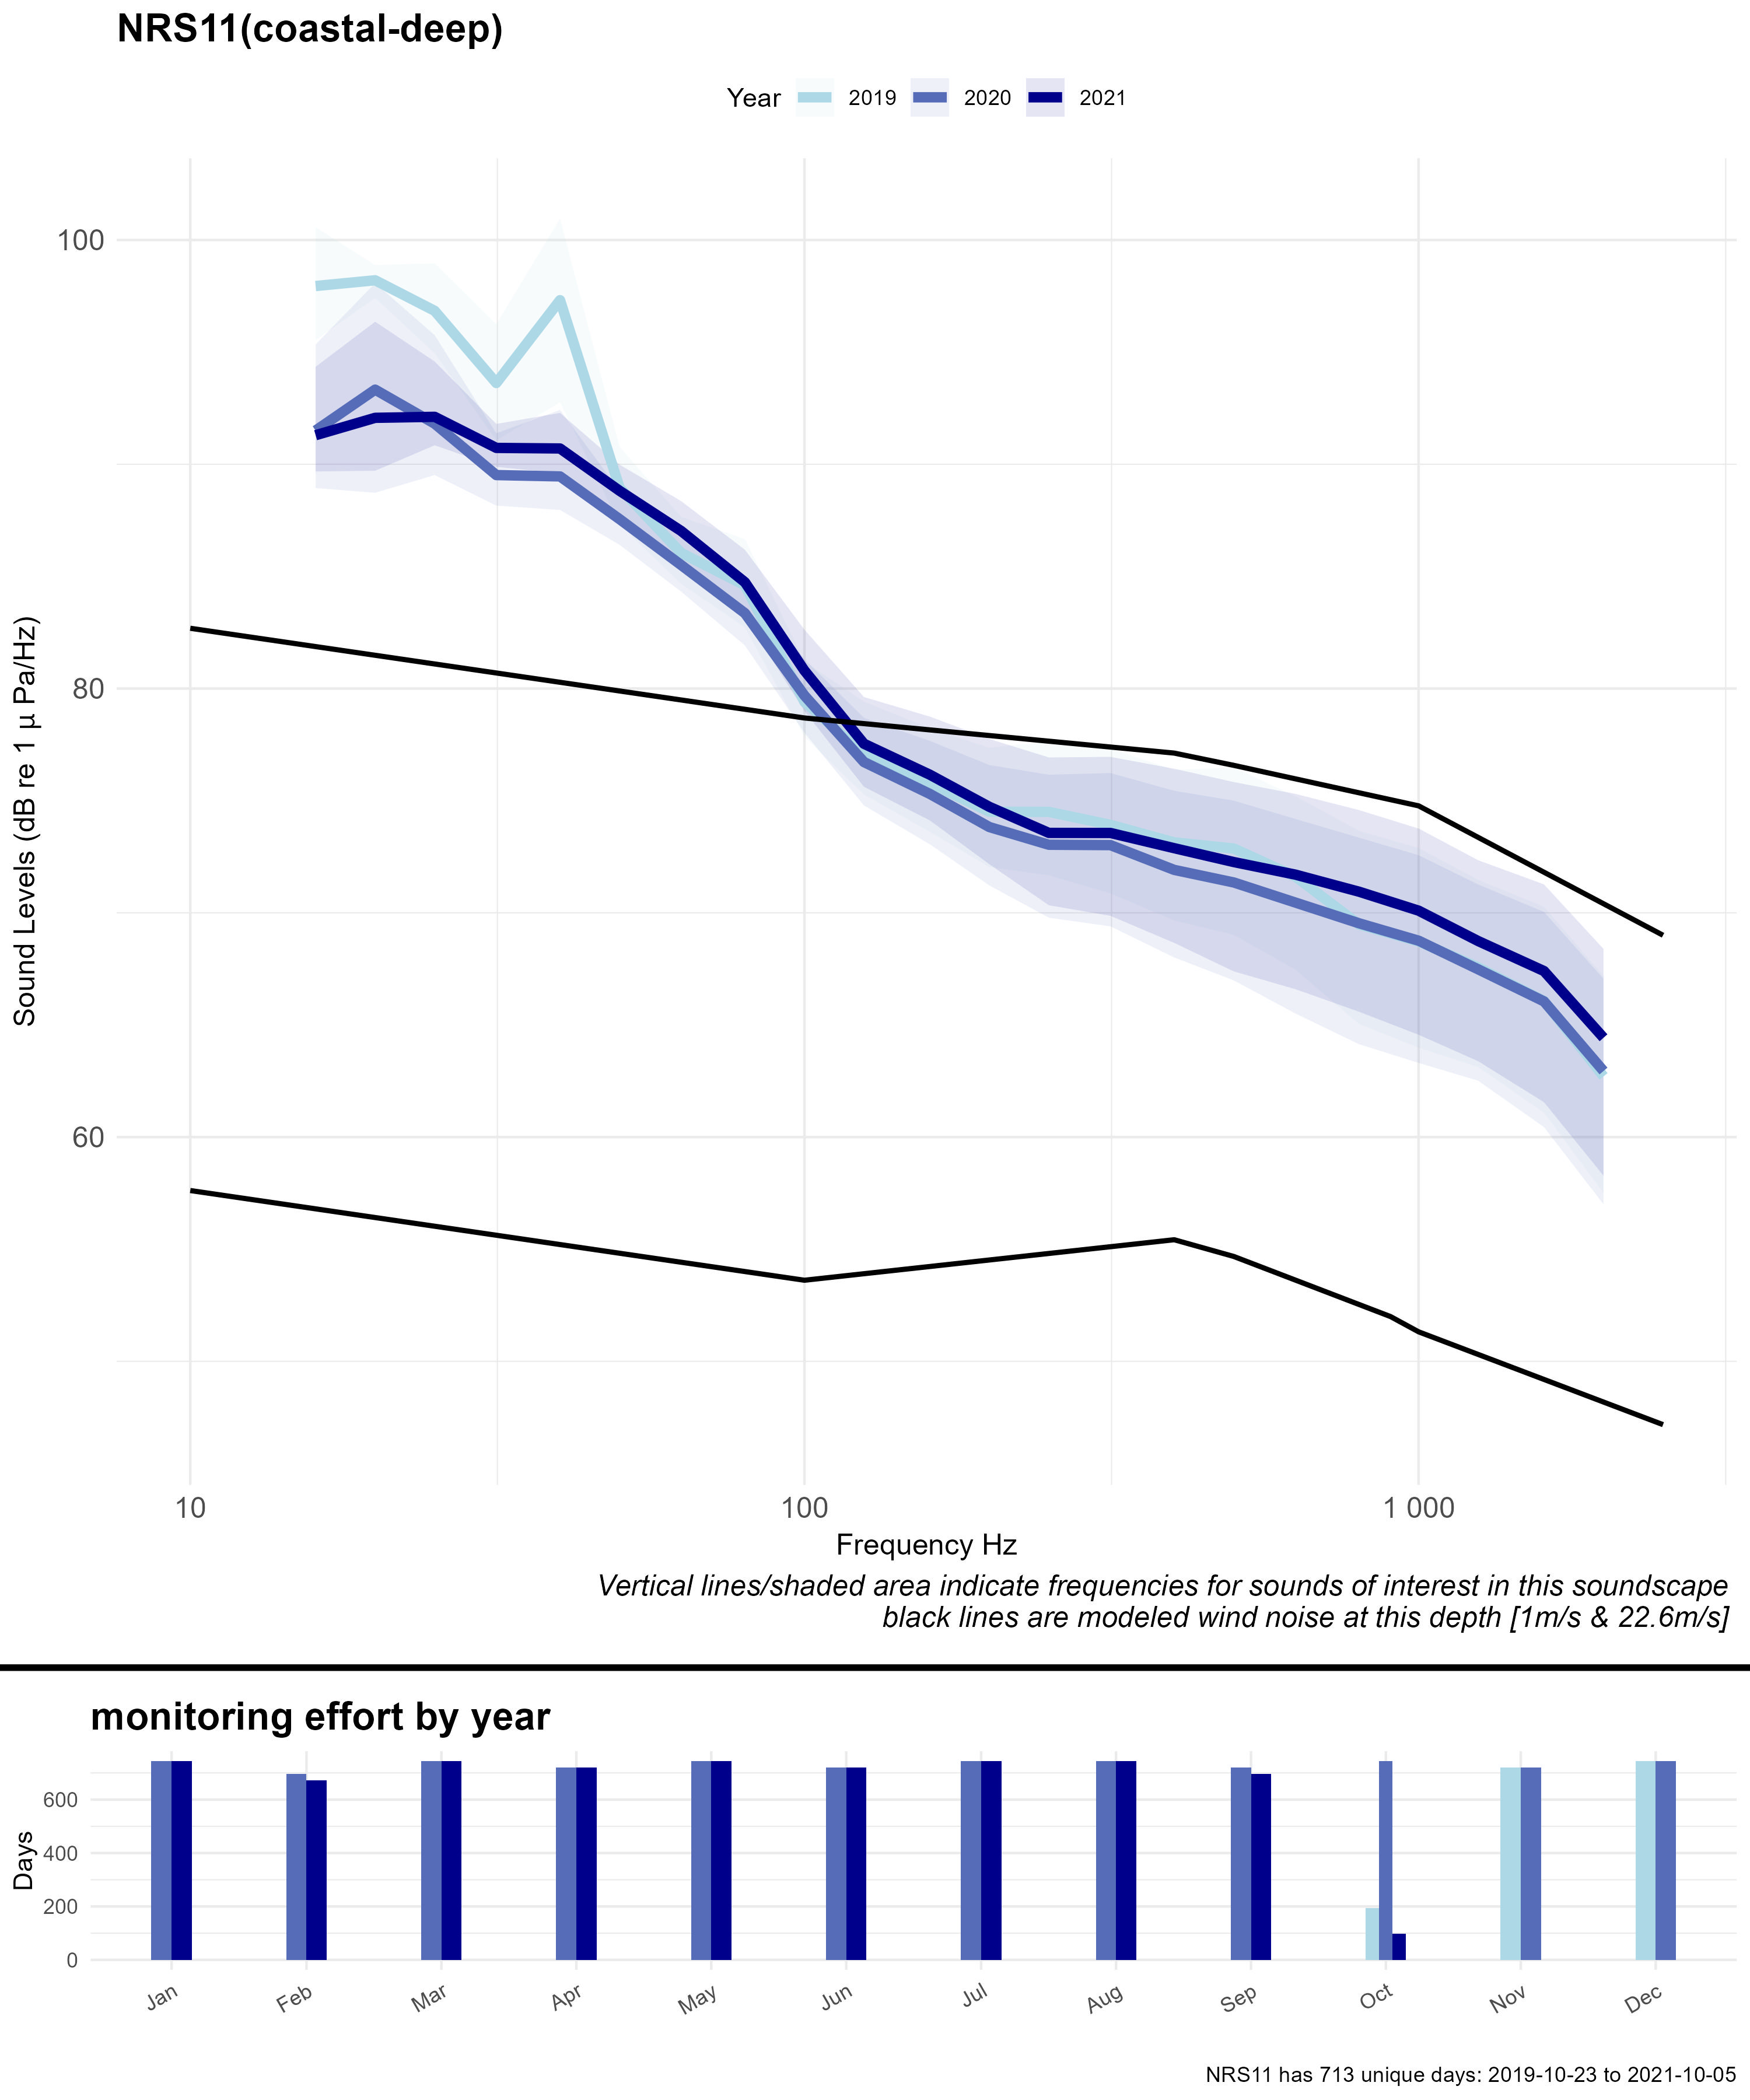 NRS11(coastal-deep)
Year 2019 2020 2021
100
80
60
Sound Levels (dB re 1 µ Pa/Hz)
10 100 1 000
Frequency Hz
Vertical lines/shaded area indicate frequencies for sounds of interest in this soundscape
black lines are modeled wind noise at this depth [1m/s & 22.6m/s]
monitoring effort by year
600
400
200
0
Days
Jan Feb Mar Apr May Jun Jul Aug Sep Oct Nov Dec
NRS11 has 713 unique days: 2019-10-23 to 2021-10-05